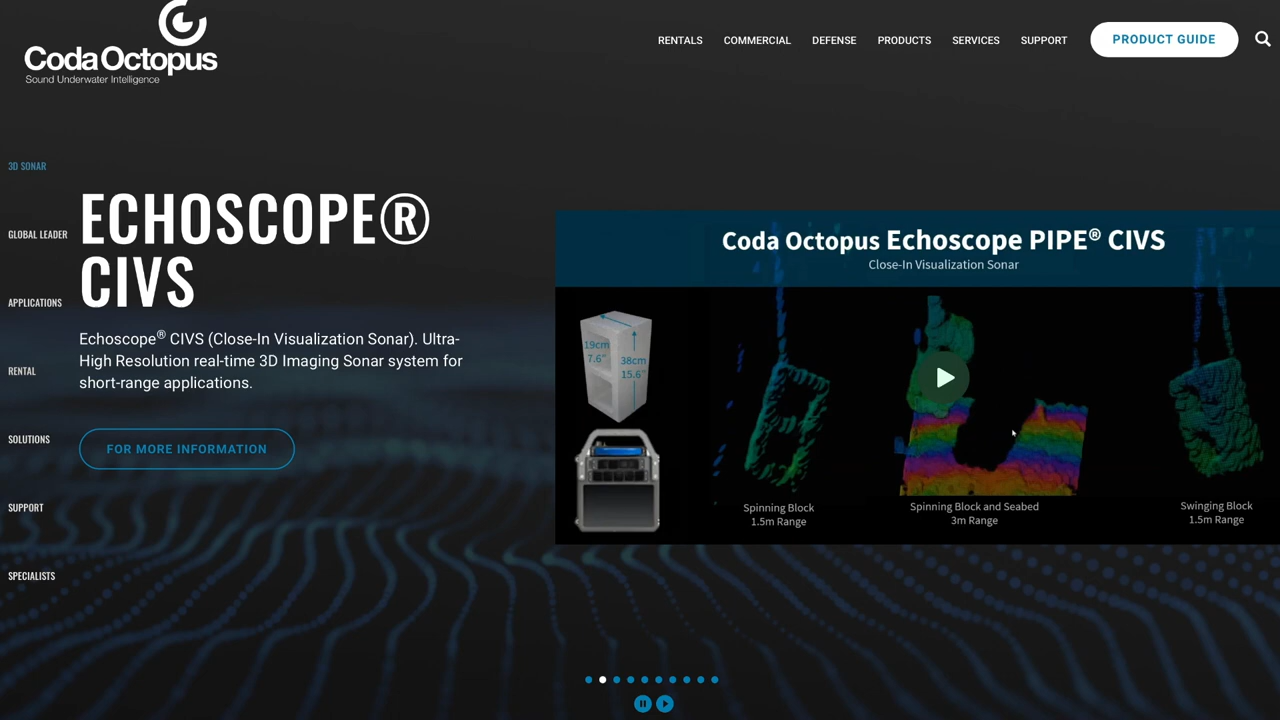 Coda Octopus
Sound Underwater Intelligence
RENTALS
COMMERCIAL
DEFENSE
PRODUCTS
SERVICES
SUPPORT
PRODUCT GUIDE
3D SONAR
GLOBAL LEADER
APPLICATIONS
RENTAL
SOLUTIONS
SUPPORT
SPECIALISTS
ECHOSCOPE®
CIVS
Echoscope® CIVS (Close-In Visualization Sonar). Ultra-
High Resolution real-time 3D Imaging Sonar system for
short-range applications.
FOR MORE INFORMATION
Coda Octopus Echoscope PIPE® CIVS
Close-In Visualization Sonar
19cm
7.6"
38cm
15.6"
Spinning Block
1.5m Range
Spinning Block and Seabed
3m Range
Swinging Block
1.5m Range